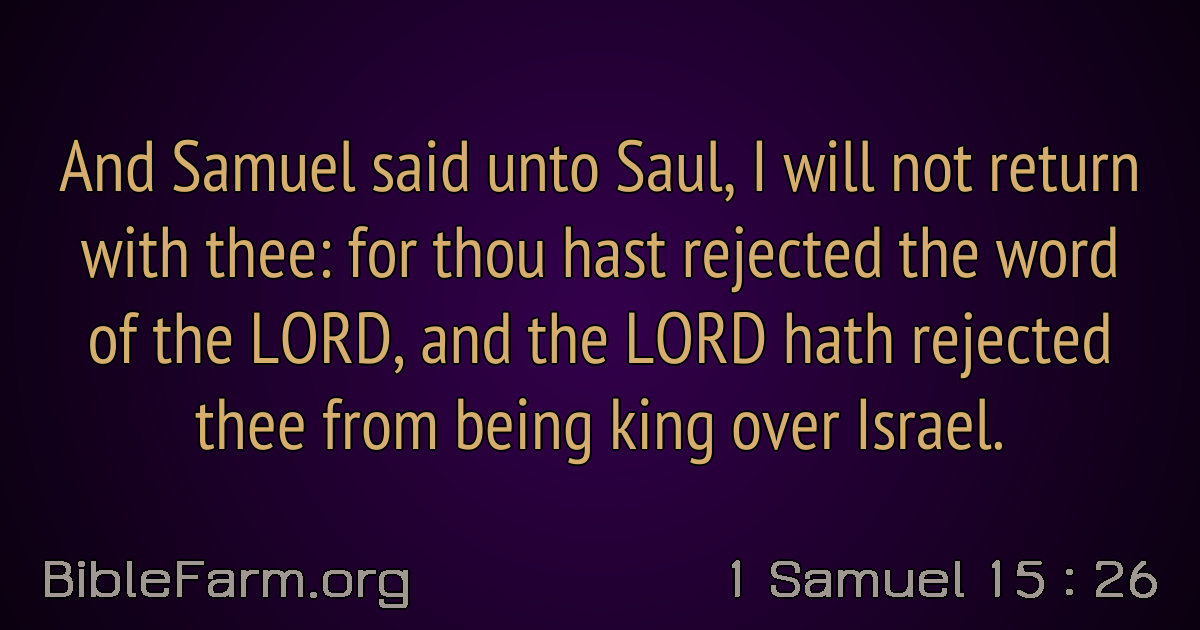 And Samuel said unto Saul, I will not return
with thee: for thou hast rejected the word
of the LORD, and the LORD hath rejected
thee from being king over Israel.
BibleFarm.org
1 Samuel 15 : 26